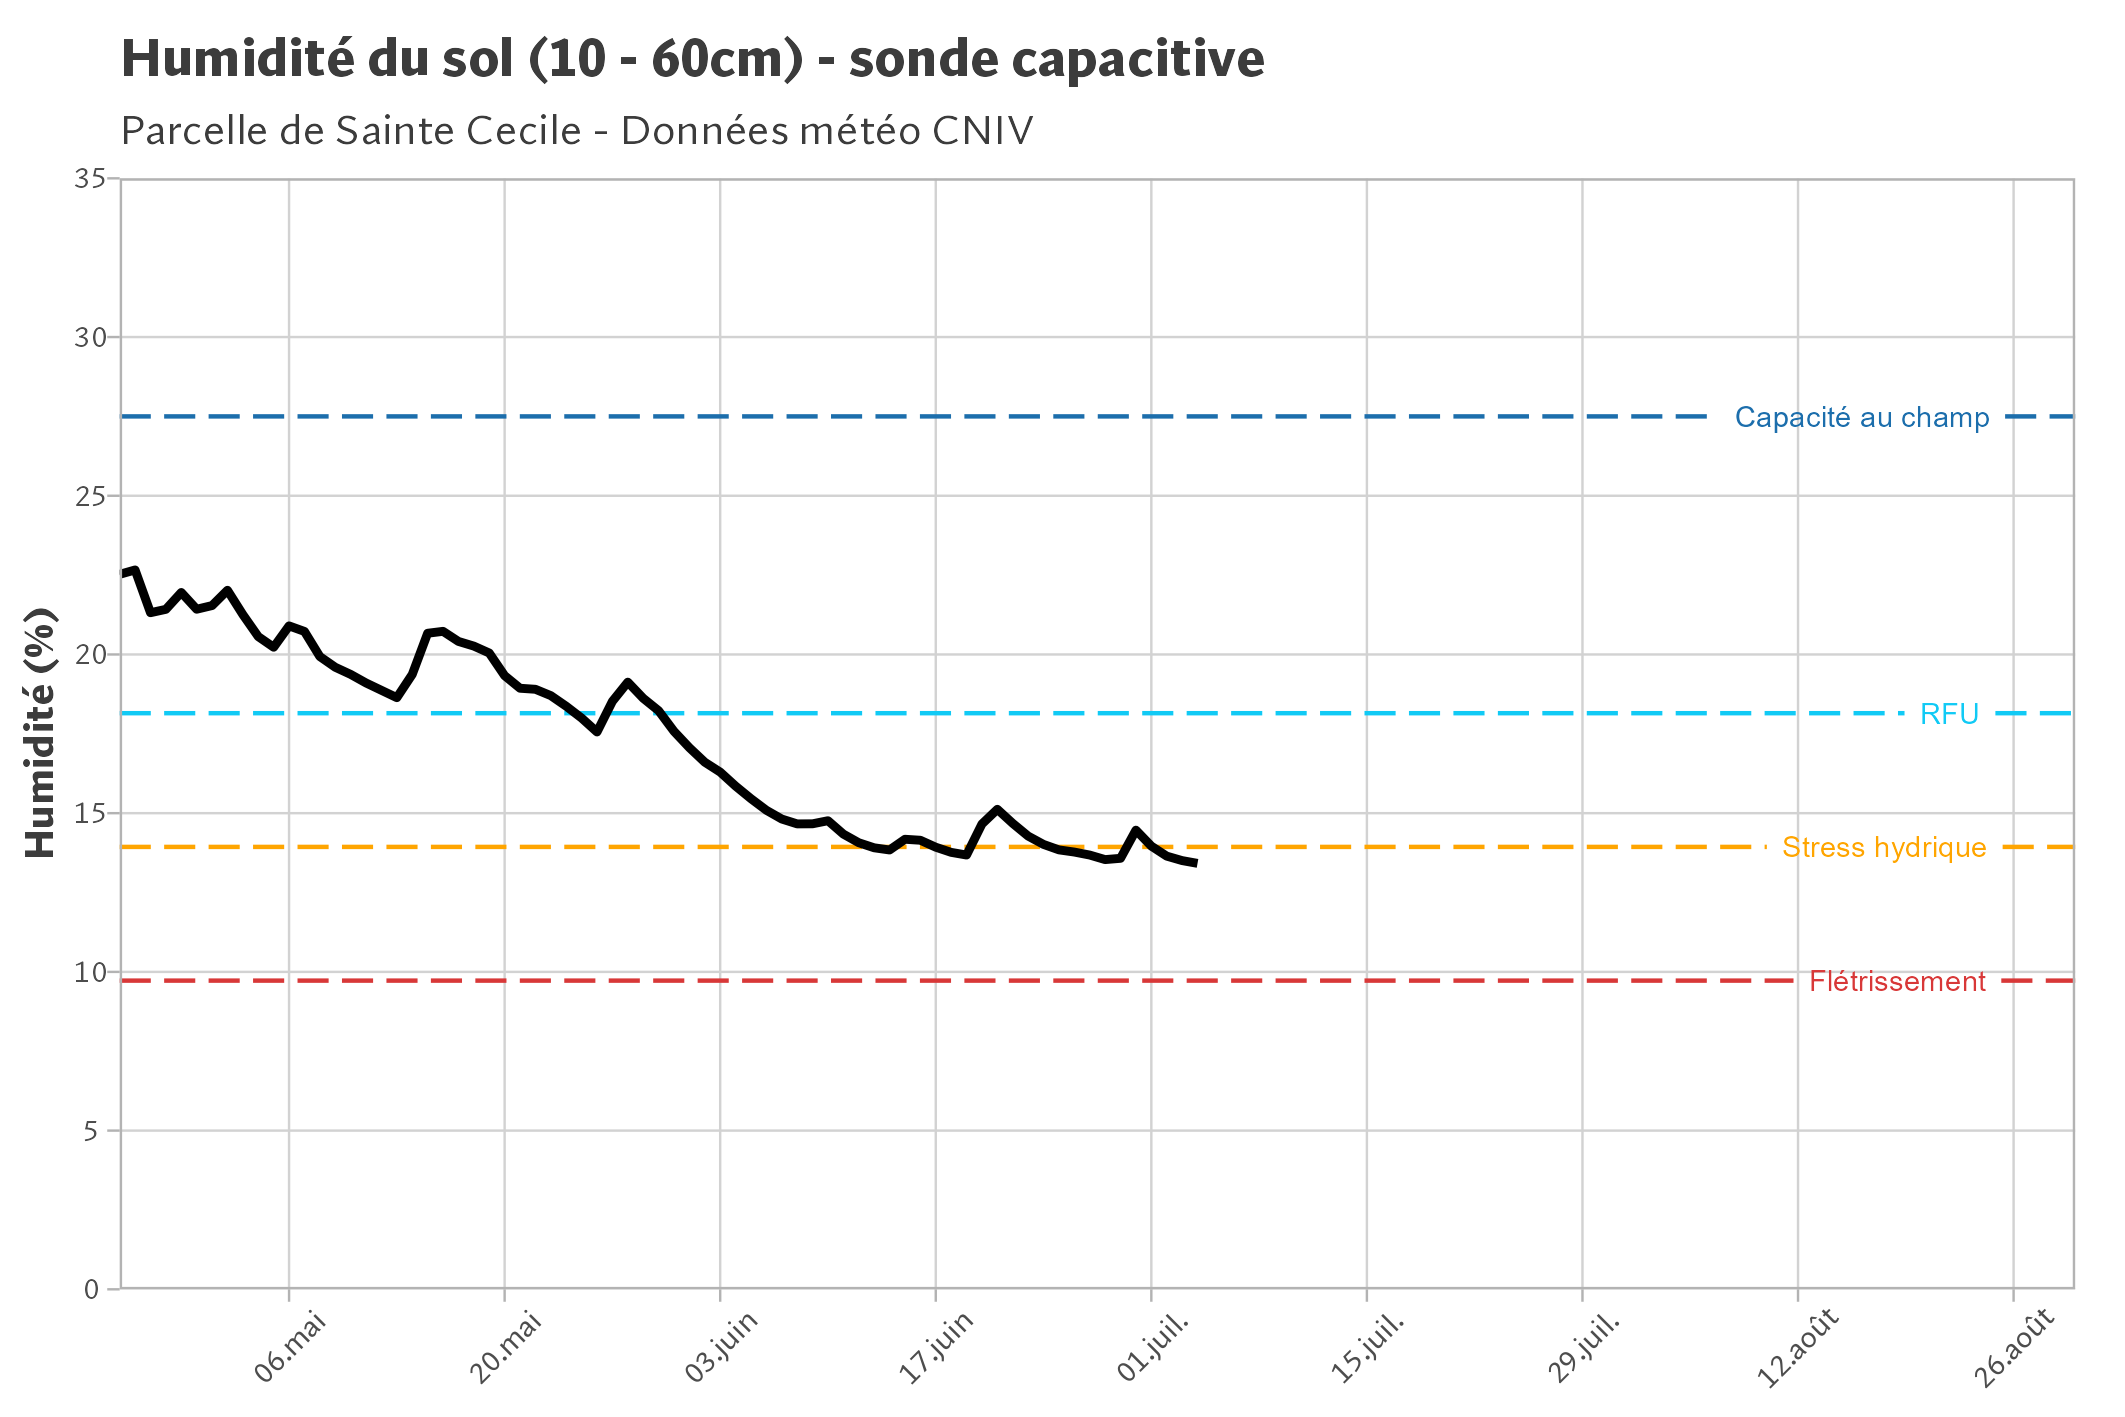 Humidité du sol (10 - 60cm) - sonde capacitive
Parcelle de Sainte Cecile - Données météo CNIV
Humidité (%)
35
30
25
20
15
10
5
0
Capacité au champ
RFU
Stress hydrique
Flétrissement
06.mai
20.mai
03.juin
17.juin
01.juil.
15.juil.
29.juil.
12.août
26.août